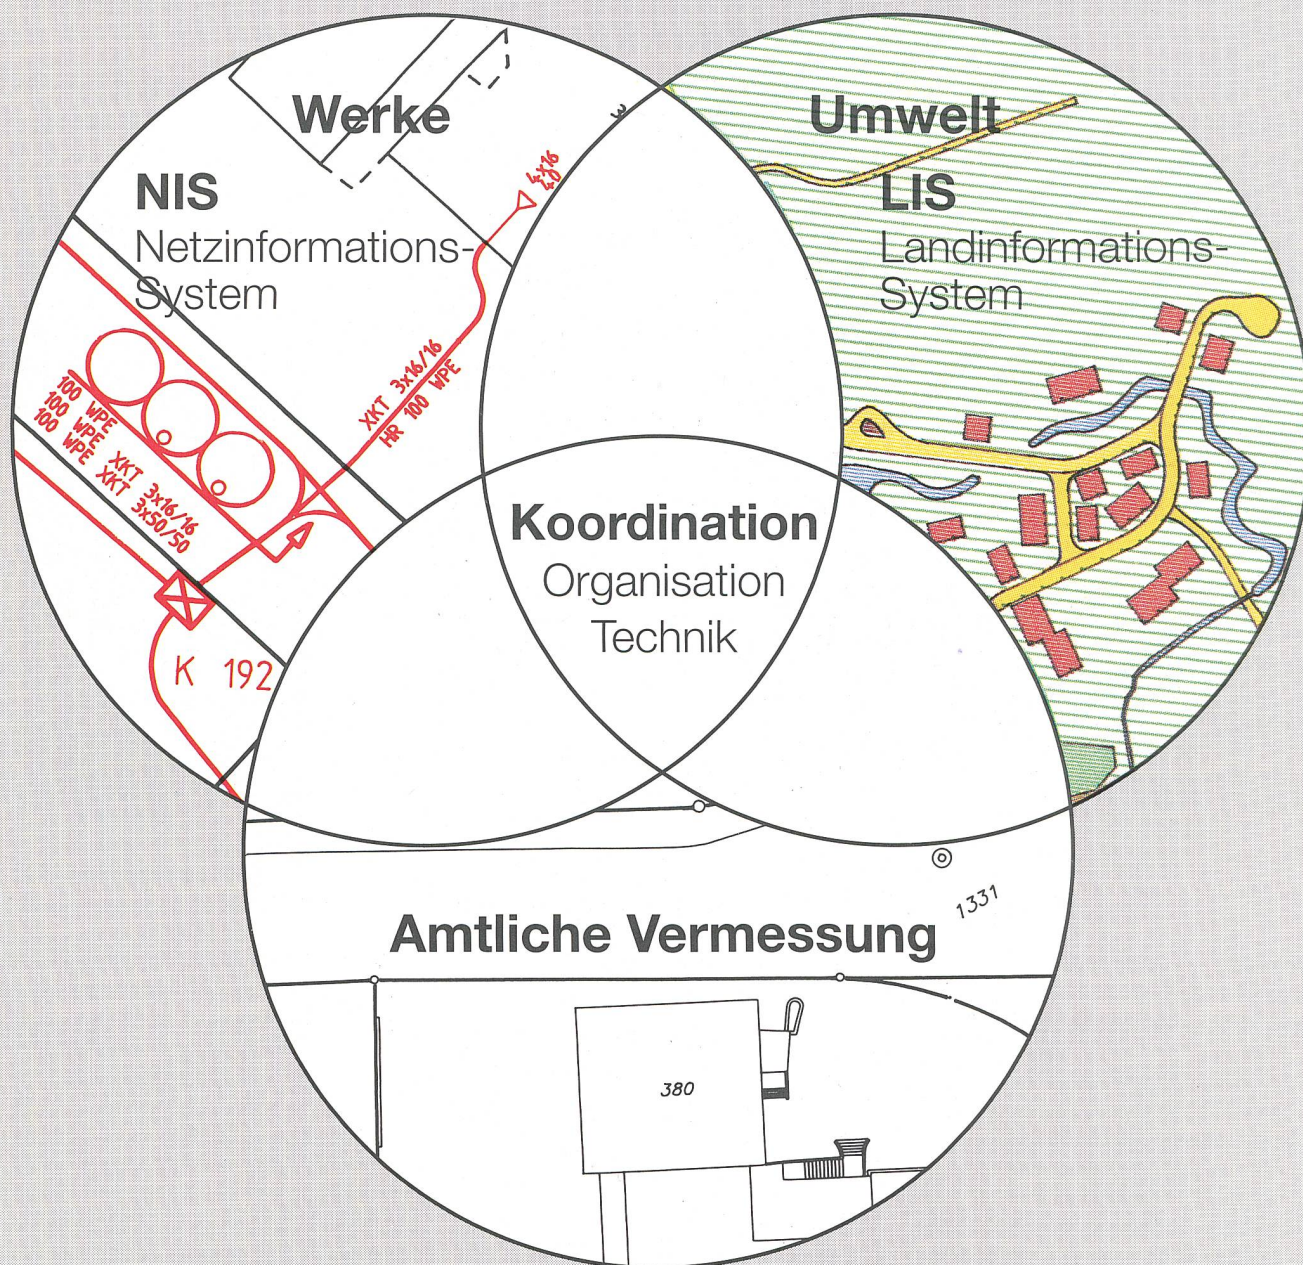 Werke
NIS
Netzinformations-
System
Umwelt
LIS
Landinformations-
System
4x16
XKT 3x16/16
HR 100 WPE
100 WPE
100 WPE XKT 3x16/16
100 WPE XKT 3x50/50
K 192
Koordination
Organisation
Technik
1331
Amtliche Vermessung
380